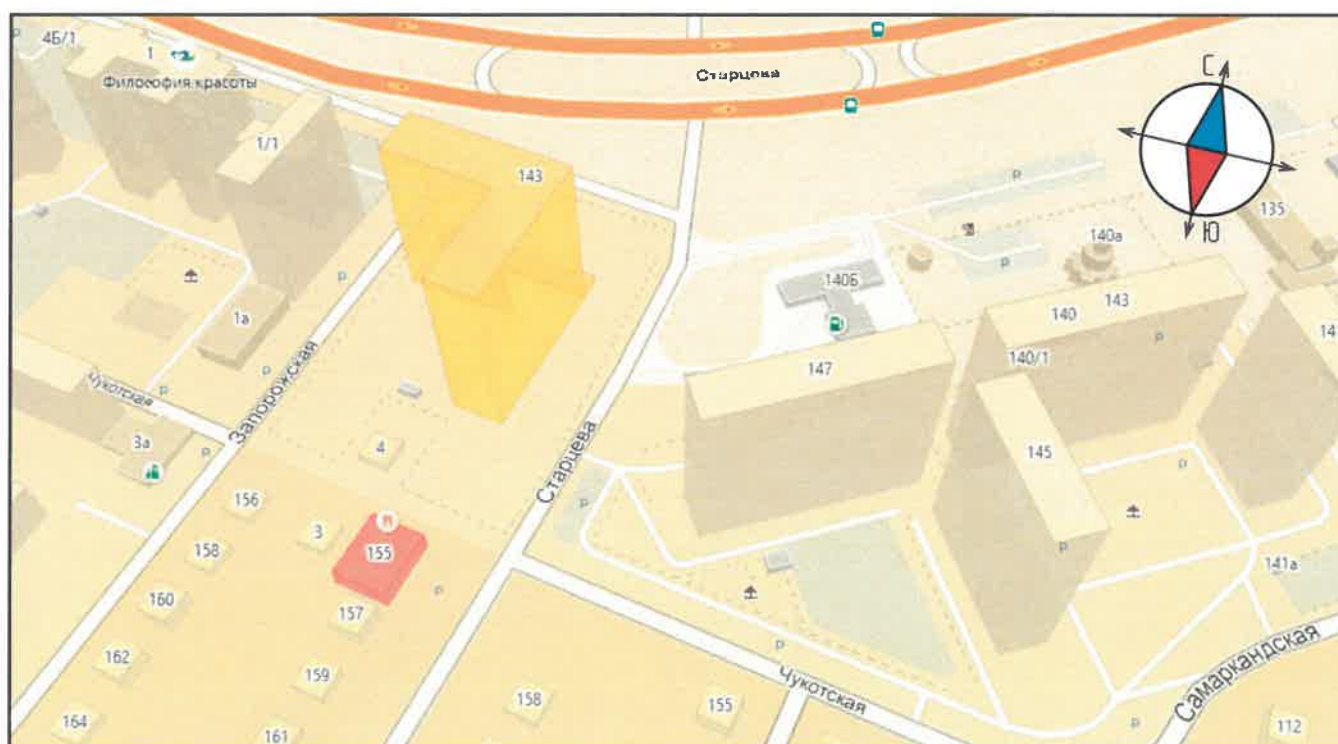 4Б/1
1
Философия красоты
Старцева
С
1/1
143
Р
135
140а
Ю
140Б
Р
Р
Р
1а
140
143
14
Р
140/1
147
Р
Чукотская
Запорожская
Р
145
3а
Р
4
Старцева
Р
156
Р
3
155
Р
158
141а
Р
160
157
Р
162
159
Чукотская
Самаркандская
164
161
158
155
Р
112